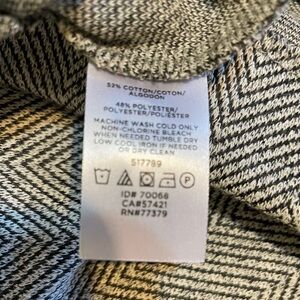 52% COTTON/COTON/
ALGODON
48% POLYESTER/
POLYESTER/POLIESTER
MACHINE WASH COLD ONLY
NON-CHLORINE BLEACH
WHEN NEEDED TUMBLE DRY
LOW COOL IRON IF NEEDED
OR DRY CLEAN
517789
P
ID# 70068
CA#57421
RN#77379